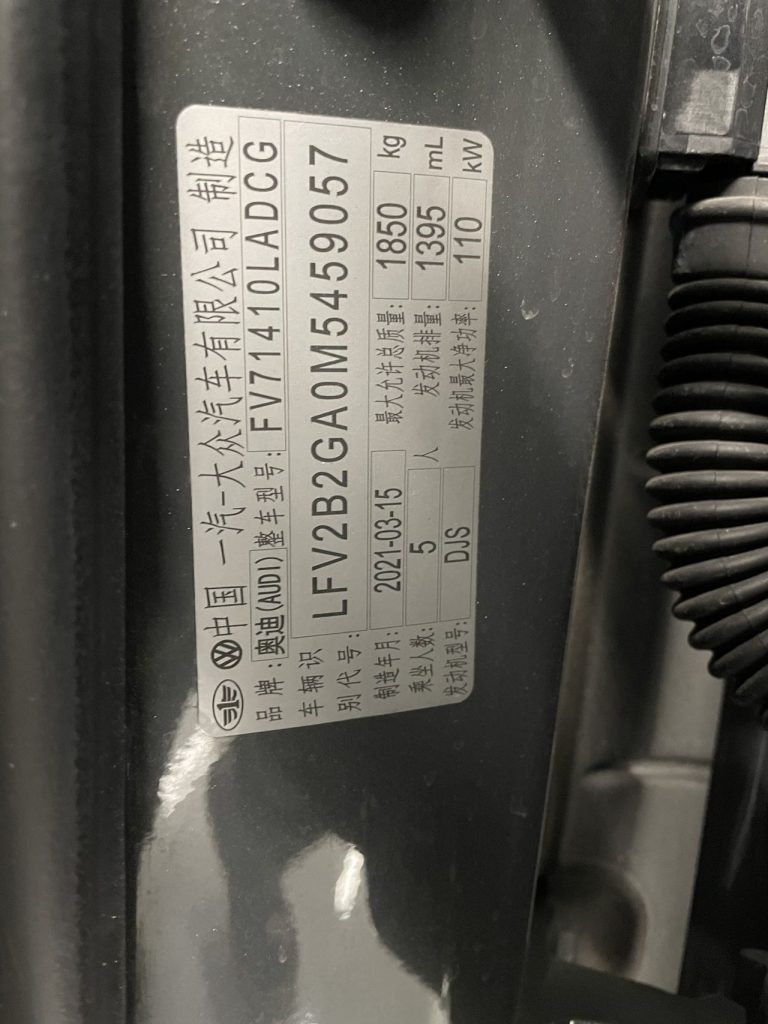 中国 一汽-大众汽车有限公司 制造
品牌: 奥迪(AUDI) 整车型号: FV71410LADCG
车辆识别代号: LFV2B2GA0M5459057
制造年月: 2021-03-15 最大允许总质量: 1850 kg
乘坐人数: 5 人 发动机排量: 1395 mL
发动机型号: DJS 发动机最大净功率: 110 kW